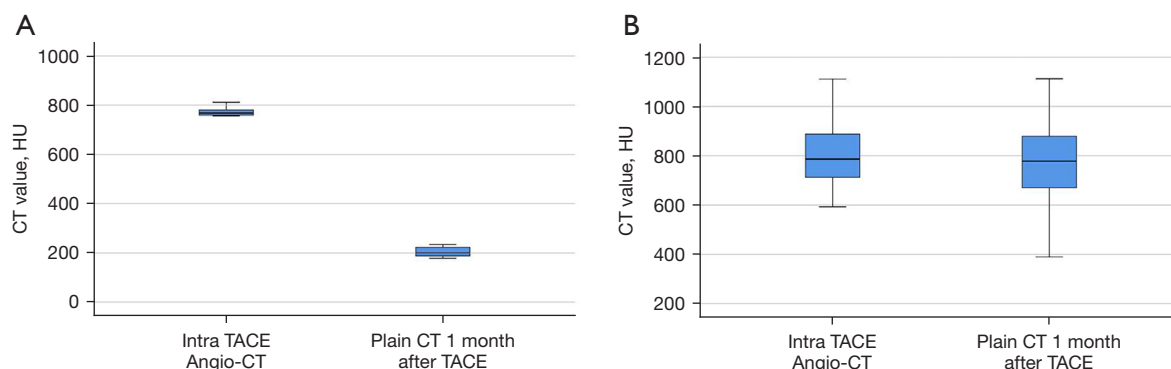 A
CT value, HU
1000
800
600
400
200
0
Intra TACE
Angio-CT
Plain CT 1 month
after TACE
B
CT value, HU
1200
1000
800
600
400
200
Intra TACE
Angio-CT
Plain CT 1 month
after TACE